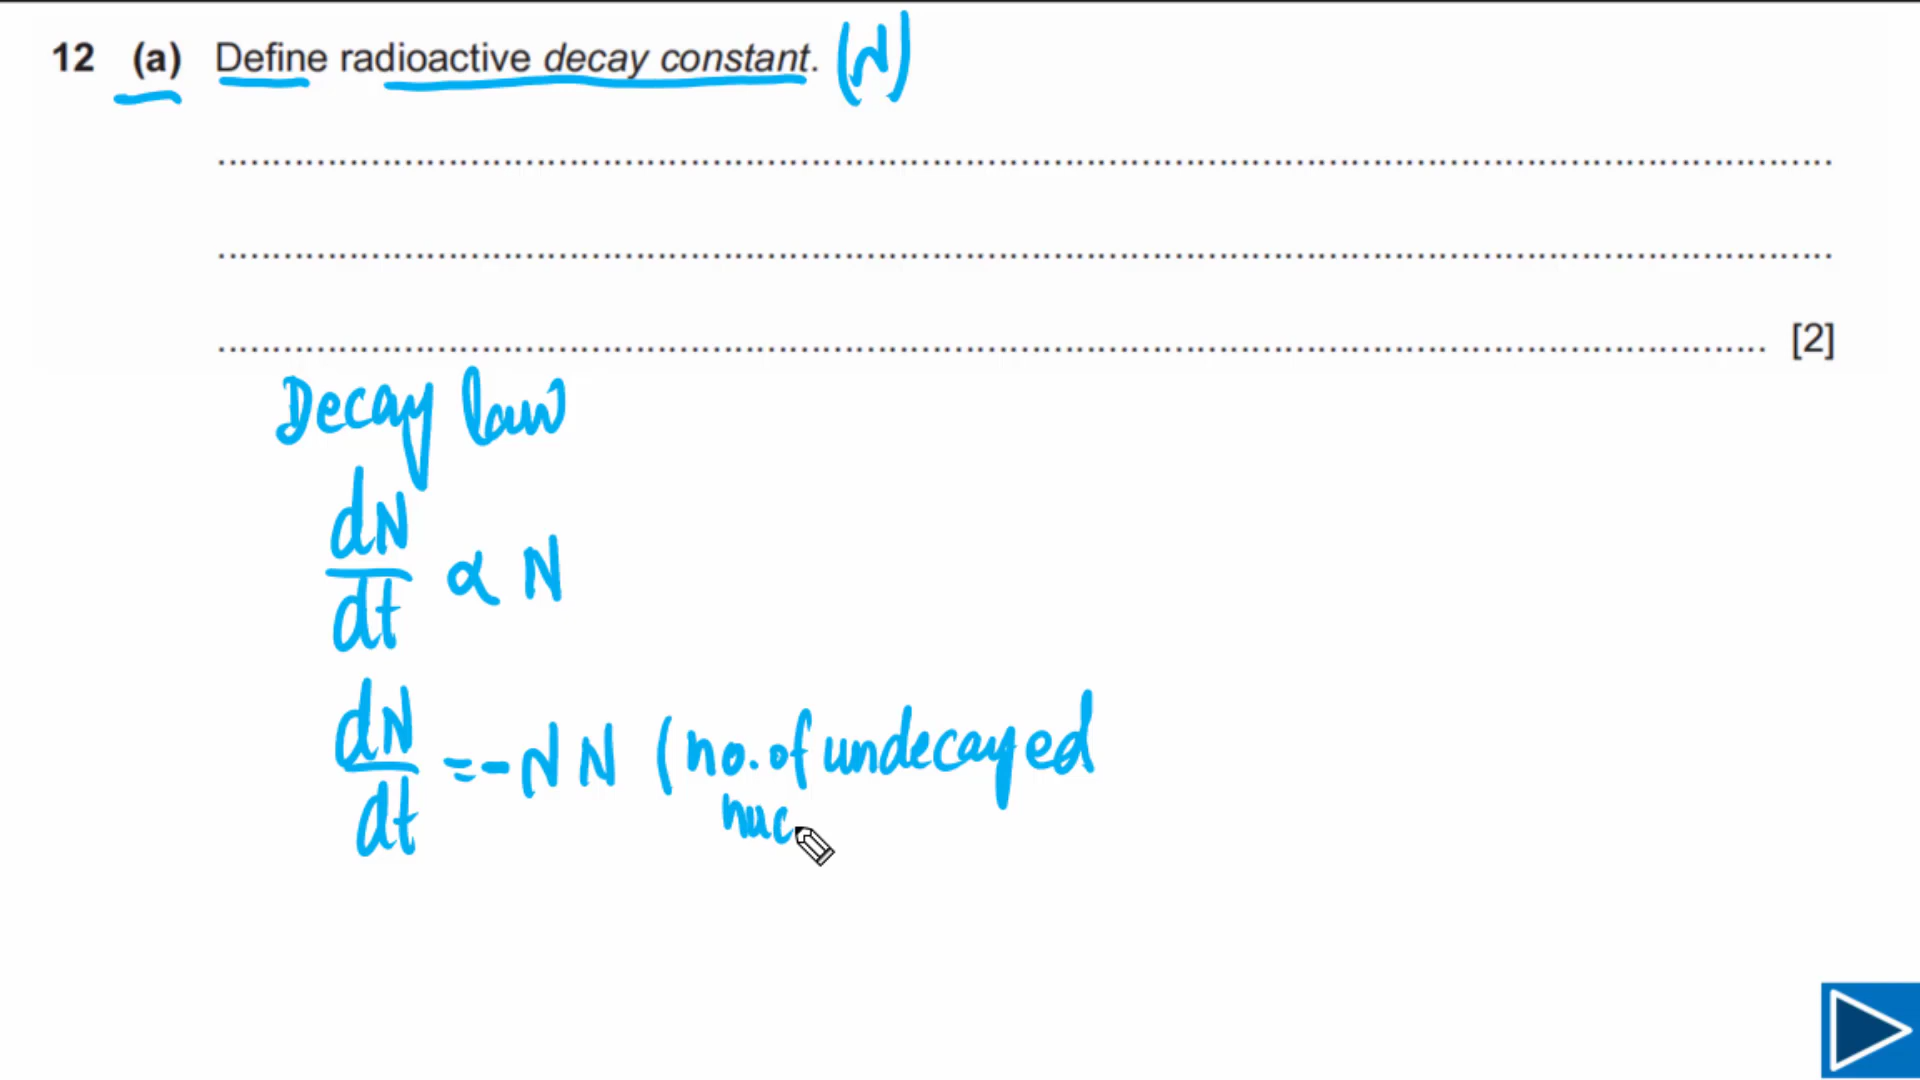 12 (a) Define radioactive decay constant. (λ)
[2]
Decay law
dN
dt
∝ N
dN
dt
=-λN (no. of undecayed
nuc